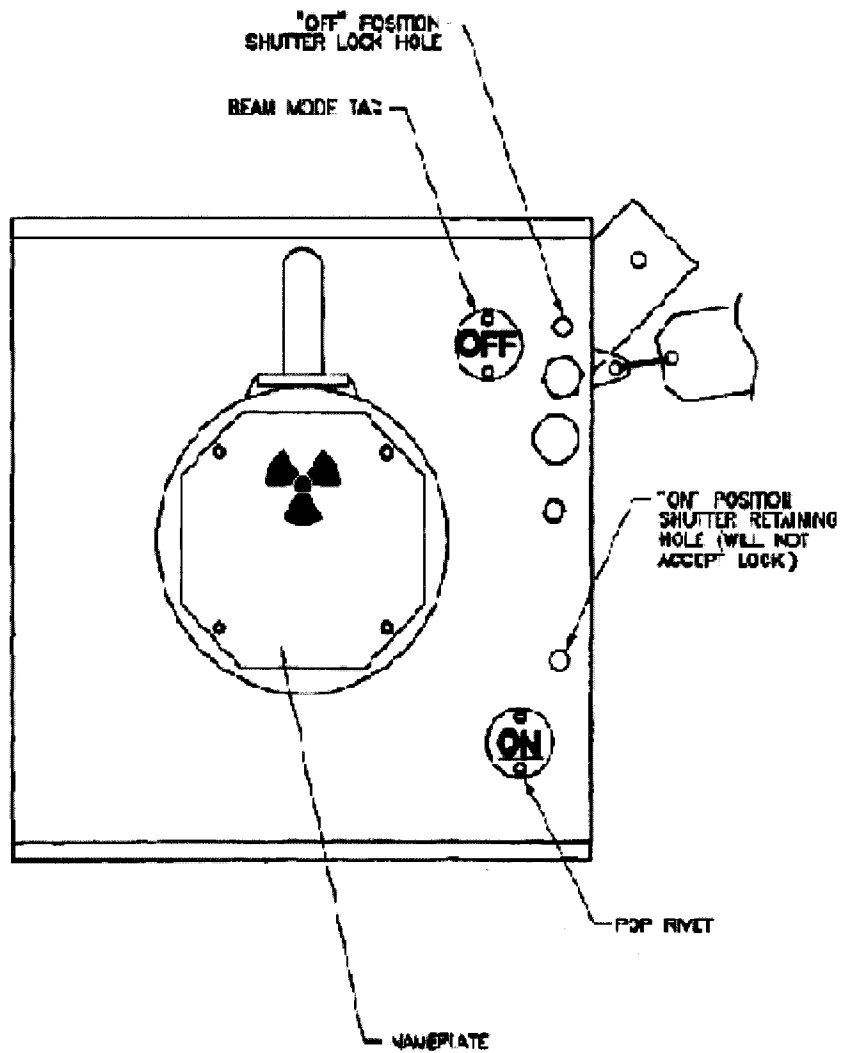 "OFF" POSITION
SHUTTER LOCK HOLE
BEAM MODE TAG
OFF
"ON" POSITION
SHUTTER RETAINING
HOLE (WILL NOT
ACCEPT LOCK)
ON
POP RIVET
NAMEPLATE